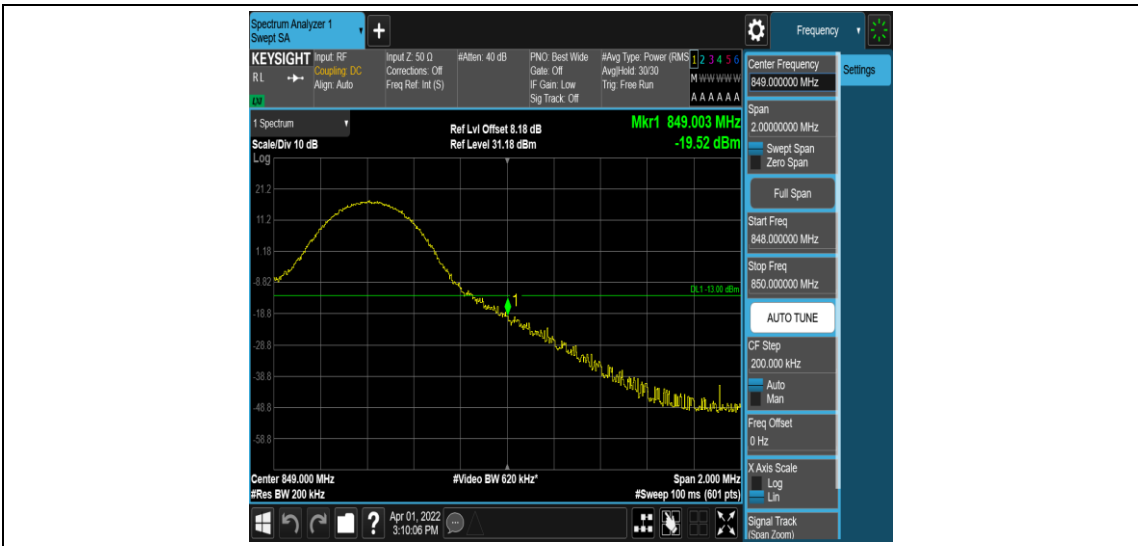 Spectrum Analyzer 1
Swept SA
+
Frequency
KEYSIGHT
RL
LXI
Input: RF
Coupling: DC
Align: Auto
Input Z: 50 Ω
Corrections: Off
Freq Ref: Int (S)
#Atten: 40 dB
PNO: Best Wide
Gate: Off
IF Gain: Low
Sig Track: Off
#Avg Type: Power (RMS
Avg|Hold: 30/30
Trig: Free Run
1 2 3 4 5 6
M W W W W W
A A A A A A
Center Frequency
849.000000 MHz
Settings
Span
2.00000000 MHz
Swept Span
Zero Span
Full Span
Start Freq
848.000000 MHz
Stop Freq
850.000000 MHz
AUTO TUNE
CF Step
200.000 kHz
Auto
Man
Freq Offset
0 Hz
X Axis Scale
Log
Lin
Signal Track
(Span Zoom)
1 Spectrum
Scale/Div 10 dB
Log
Ref Lvl Offset 8.18 dB
Ref Level 31.18 dBm
Mkr1 849.003 MHz
-19.52 dBm
21.2
11.2
1.18
-8.82
DL1 -13.00 dBm
1
-18.8
-28.8
-38.8
-48.8
-58.8
Center 849.000 MHz
#Video BW 620 kHz*
Span 2.000 MHz
#Res BW 200 kHz
#Sweep 100 ms (601 pts)
?
Apr 01, 2022
3:10:06 PM